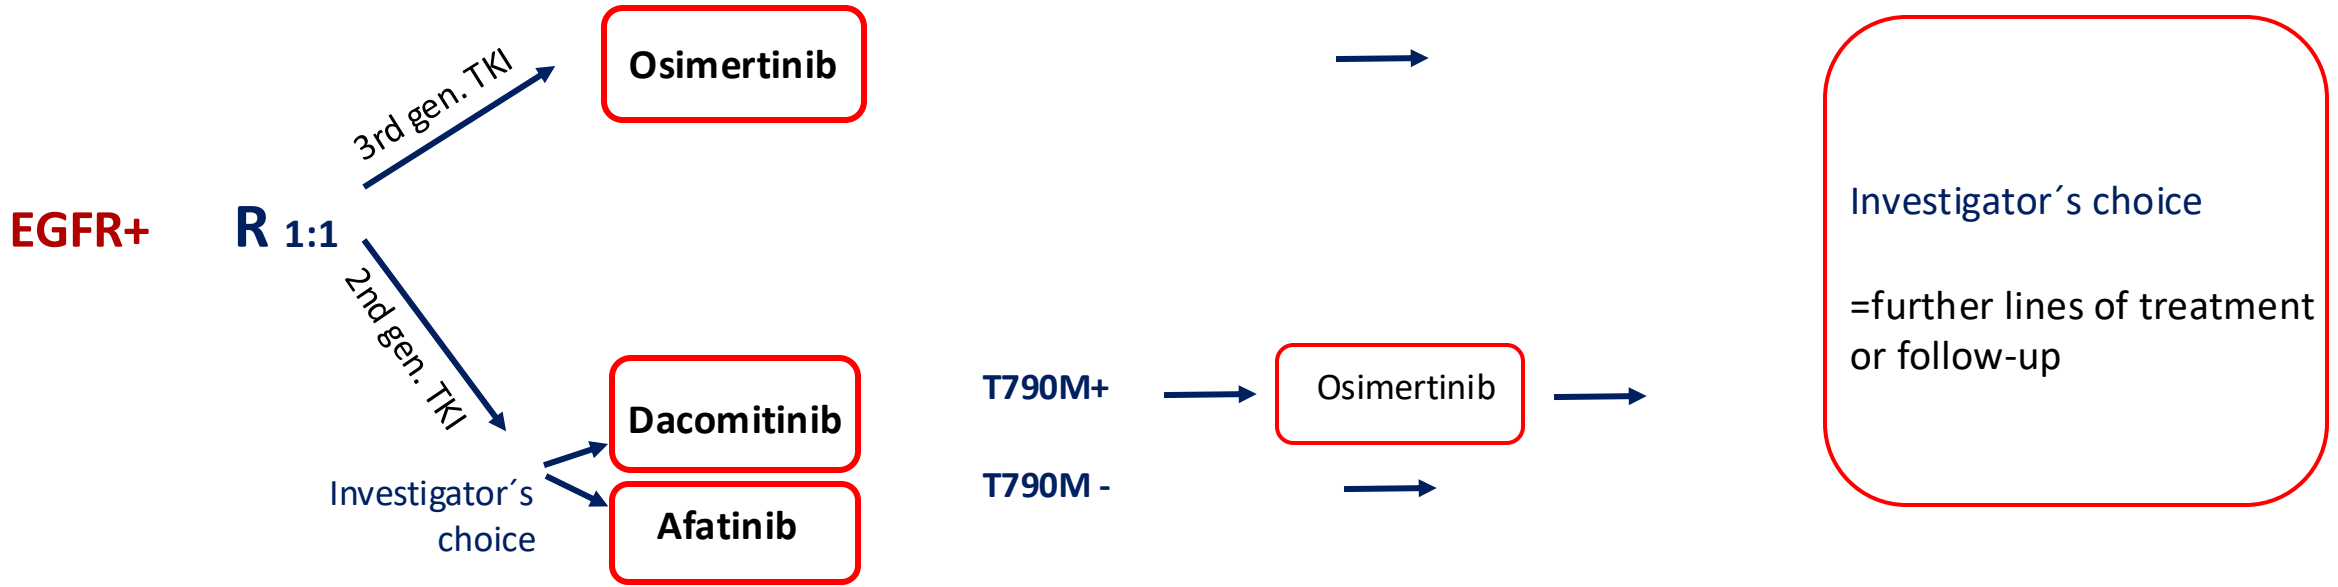 3rd gen. TKI
Osimertinib
EGFR+
R 1:1
2nd gen. TKI
Investigator´s
choice
Dacomitinib
Afatinib
T790M+
Osimertinib
T790M -
Investigator´s choice
=further lines of treatment
or follow-up